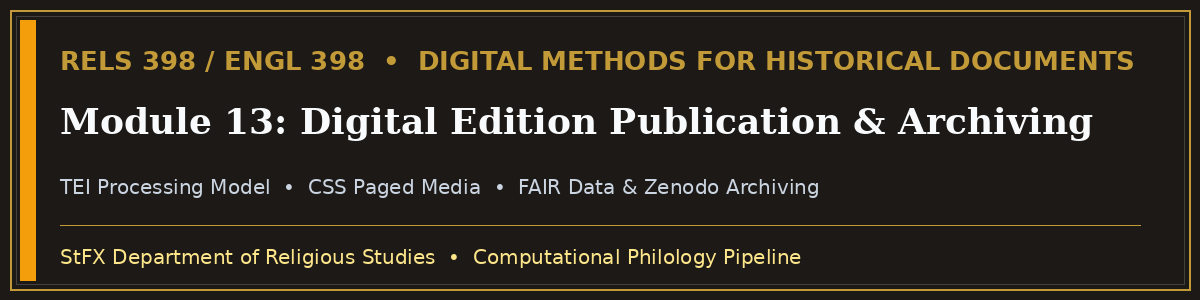 RELS 398 / ENGL 398 • DIGITAL METHODS FOR HISTORICAL DOCUMENTS
Module 13: Digital Edition Publication & Archiving
TEI Processing Model • CSS Paged Media • FAIR Data & Zenodo Archiving
StFX Department of Religious Studies • Computational Philology Pipeline